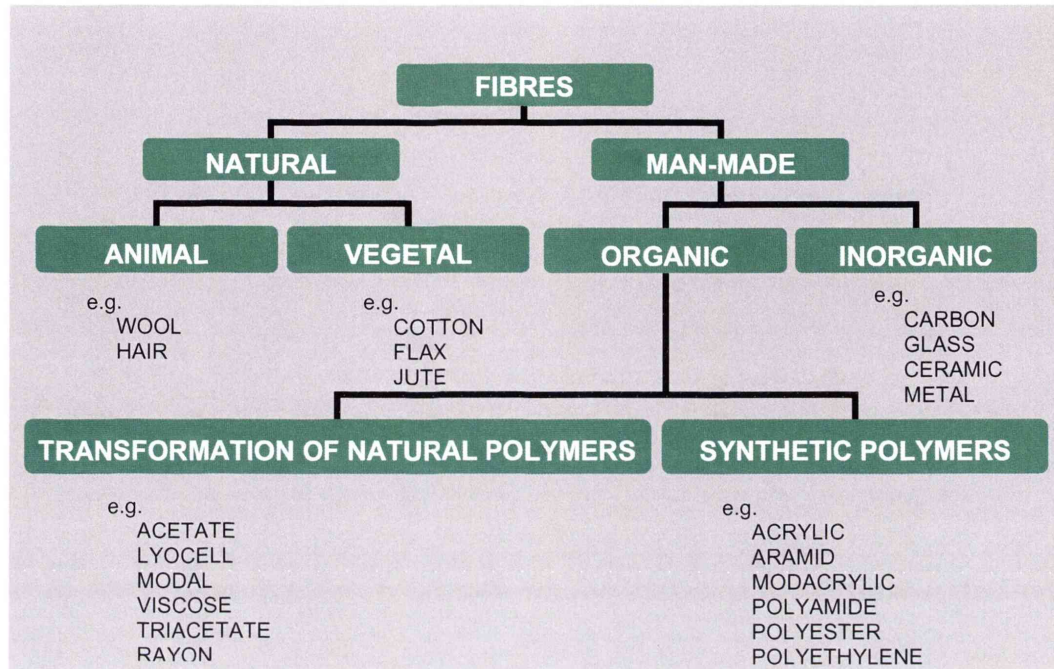 FIBRES
NATURAL
MAN-MADE
ANIMAL
VEGETAL
ORGANIC
INORGANIC
e.g.
WOOL
HAIR
e.g.
COTTON
FLAX
JUTE
e.g.
CARBON
GLASS
CERAMIC
METAL
TRANSFORMATION OF NATURAL POLYMERS
SYNTHETIC POLYMERS
e.g.
ACETATE
LYOCELL
MODAL
VISCOSE
TRIACETATE
RAYON
e.g.
ACRYLIC
ARAMID
MODACRYLIC
POLYAMIDE
POLYESTER
POLYETHYLENE